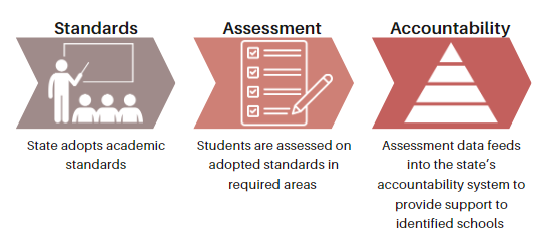 Standards
State adopts academic
standards
Assessment
Students are assessed on
adopted standards in
required areas
Accountability
Assessment data feeds
into the state's
accountability system to
provide support to
identified schools